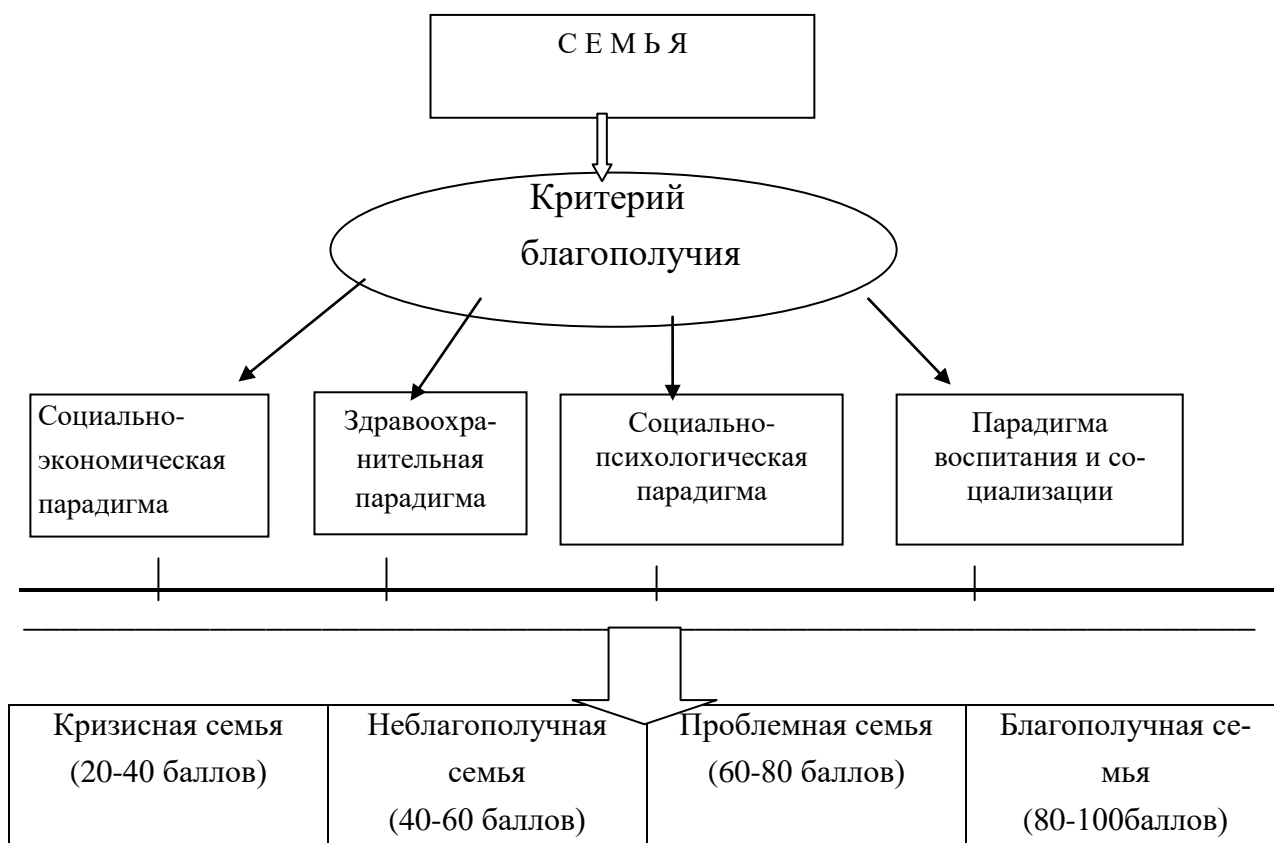 С Е М Ь Я
Критерий
благополучия
Социально-
экономическая
парадигма
Здравоохра-
нительная
парадигма
Социально-
психологическая
парадигма
Парадигма
воспитания и со-
циализации
Кризисная семья
(20-40 баллов)
Неблагополучная
семья
(40-60 баллов)
Проблемная семья
(60-80 баллов)
Благополучная се-
мья
(80-100баллов)